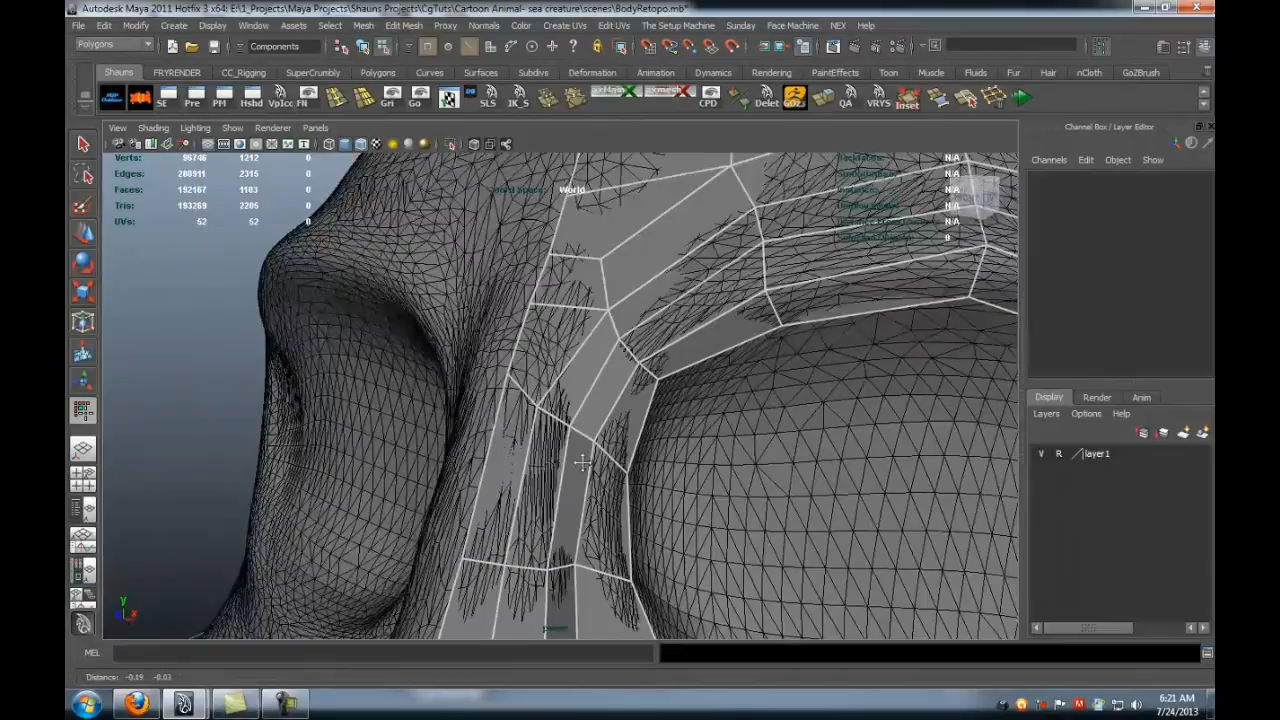 Autodesk Maya 2011 Hotfix 3 x64: E:\1_Projects\Maya Projects\Shauns Projects\CgTuts\Cartoon Animal- sea creature\scenes\BodyRetopo.mb*
File Edit Modify Create Display Window Assets Select Mesh Edit Mesh Proxy Normals Color Create UVs Edit UVs The Setup Machine Sunday Face Machine NEX Help
Polygons Components
Shauns FRYRENDER CC_Rigging SuperCrumbly Polygons Curves Surfaces Subdivs Deformation Animation Dynamics Rendering PaintEffects Toon Muscle Fluids Fur Hair nCloth GoZBrush
SE Pre PM Hshd VpIcc FN Gri Go SLS IK_S CPD Delet GoZs QA VRYS Inset
View Shading Lighting Show Renderer Panels
Channel Box / Layer Editor
Channels Edit Object Show
Verts: 96746 1212 0 N/A
Edges: 288911 2315 0 N/A
Faces: 192167 1103 0 World N/A
Tris: 193269 2205 0 N/A
UVs: 52 52 0 N/A
0
Display Render Anim
Layers Options Help
V R layer1
y
x
persp
MEL
Distance: -0.19 -0.03
6:21 AM
7/24/2013